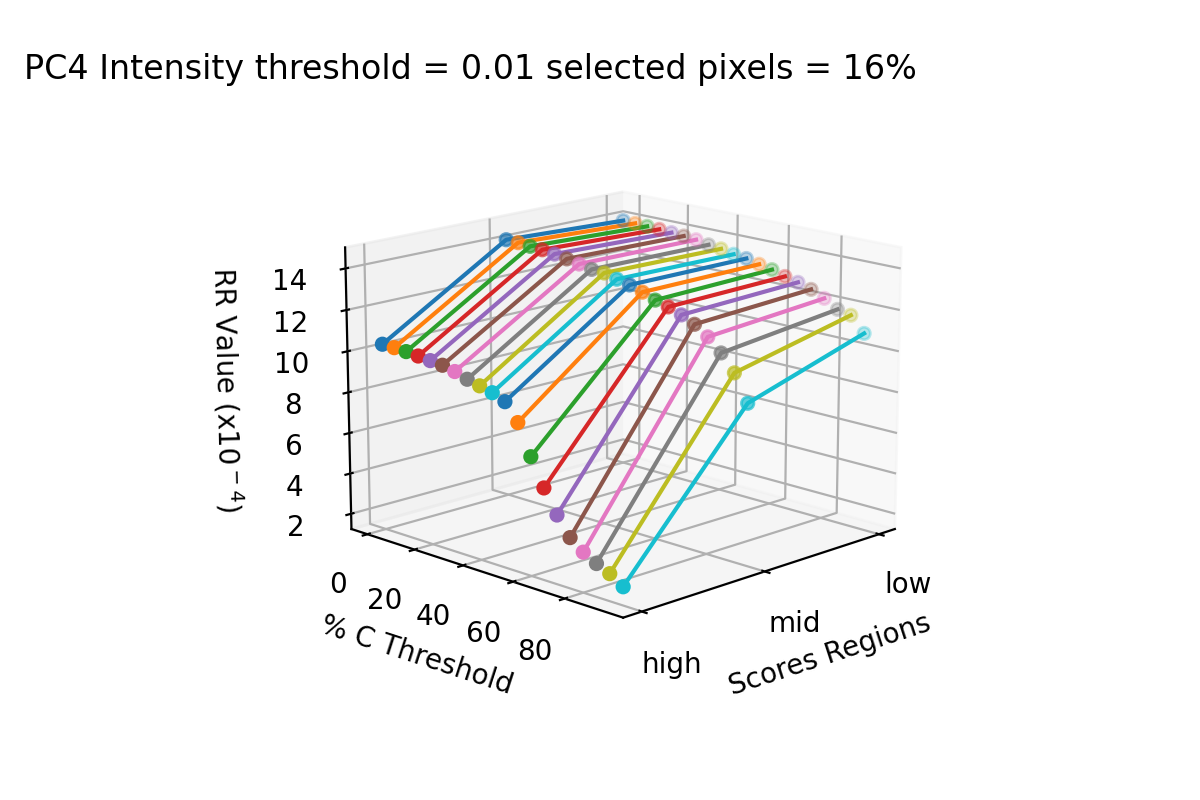 PC4 Intensity threshold = 0.01 selected pixels = 16%
RR Value (x10⁻⁴)
14
12
10
8
6
4
2
0
20
40
60
80
% C Threshold
high
mid
low
Scores Regions